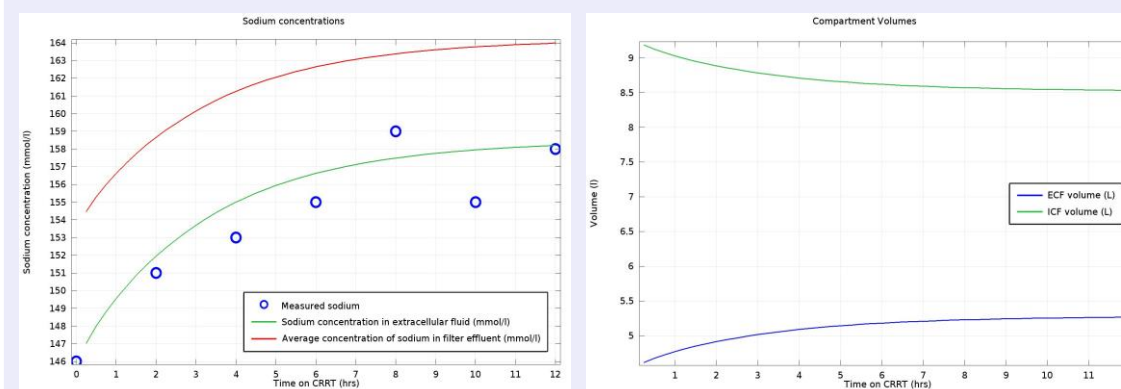 Sodium concentrations
Sodium concentration (mmol/l)
164
163
162
161
160
159
158
157
156
155
154
153
152
151
150
149
148
147
146
0 1 2 3 4 5 6 7 8 9 10 11 12
Time on CRRT (hrs)
Measured sodium
Sodium concentration in extracellular fluid (mmol/l)
Average concentration of sodium in filter effluent (mmol/l)
Compartment Volumes
Volume (l)
9
8.5
8
7.5
7
6.5
6
5.5
5
1 2 3 4 5 6 7 8 9 10 11
Time on CRRT (hrs)
ECF volume (L)
ICF volume (L)